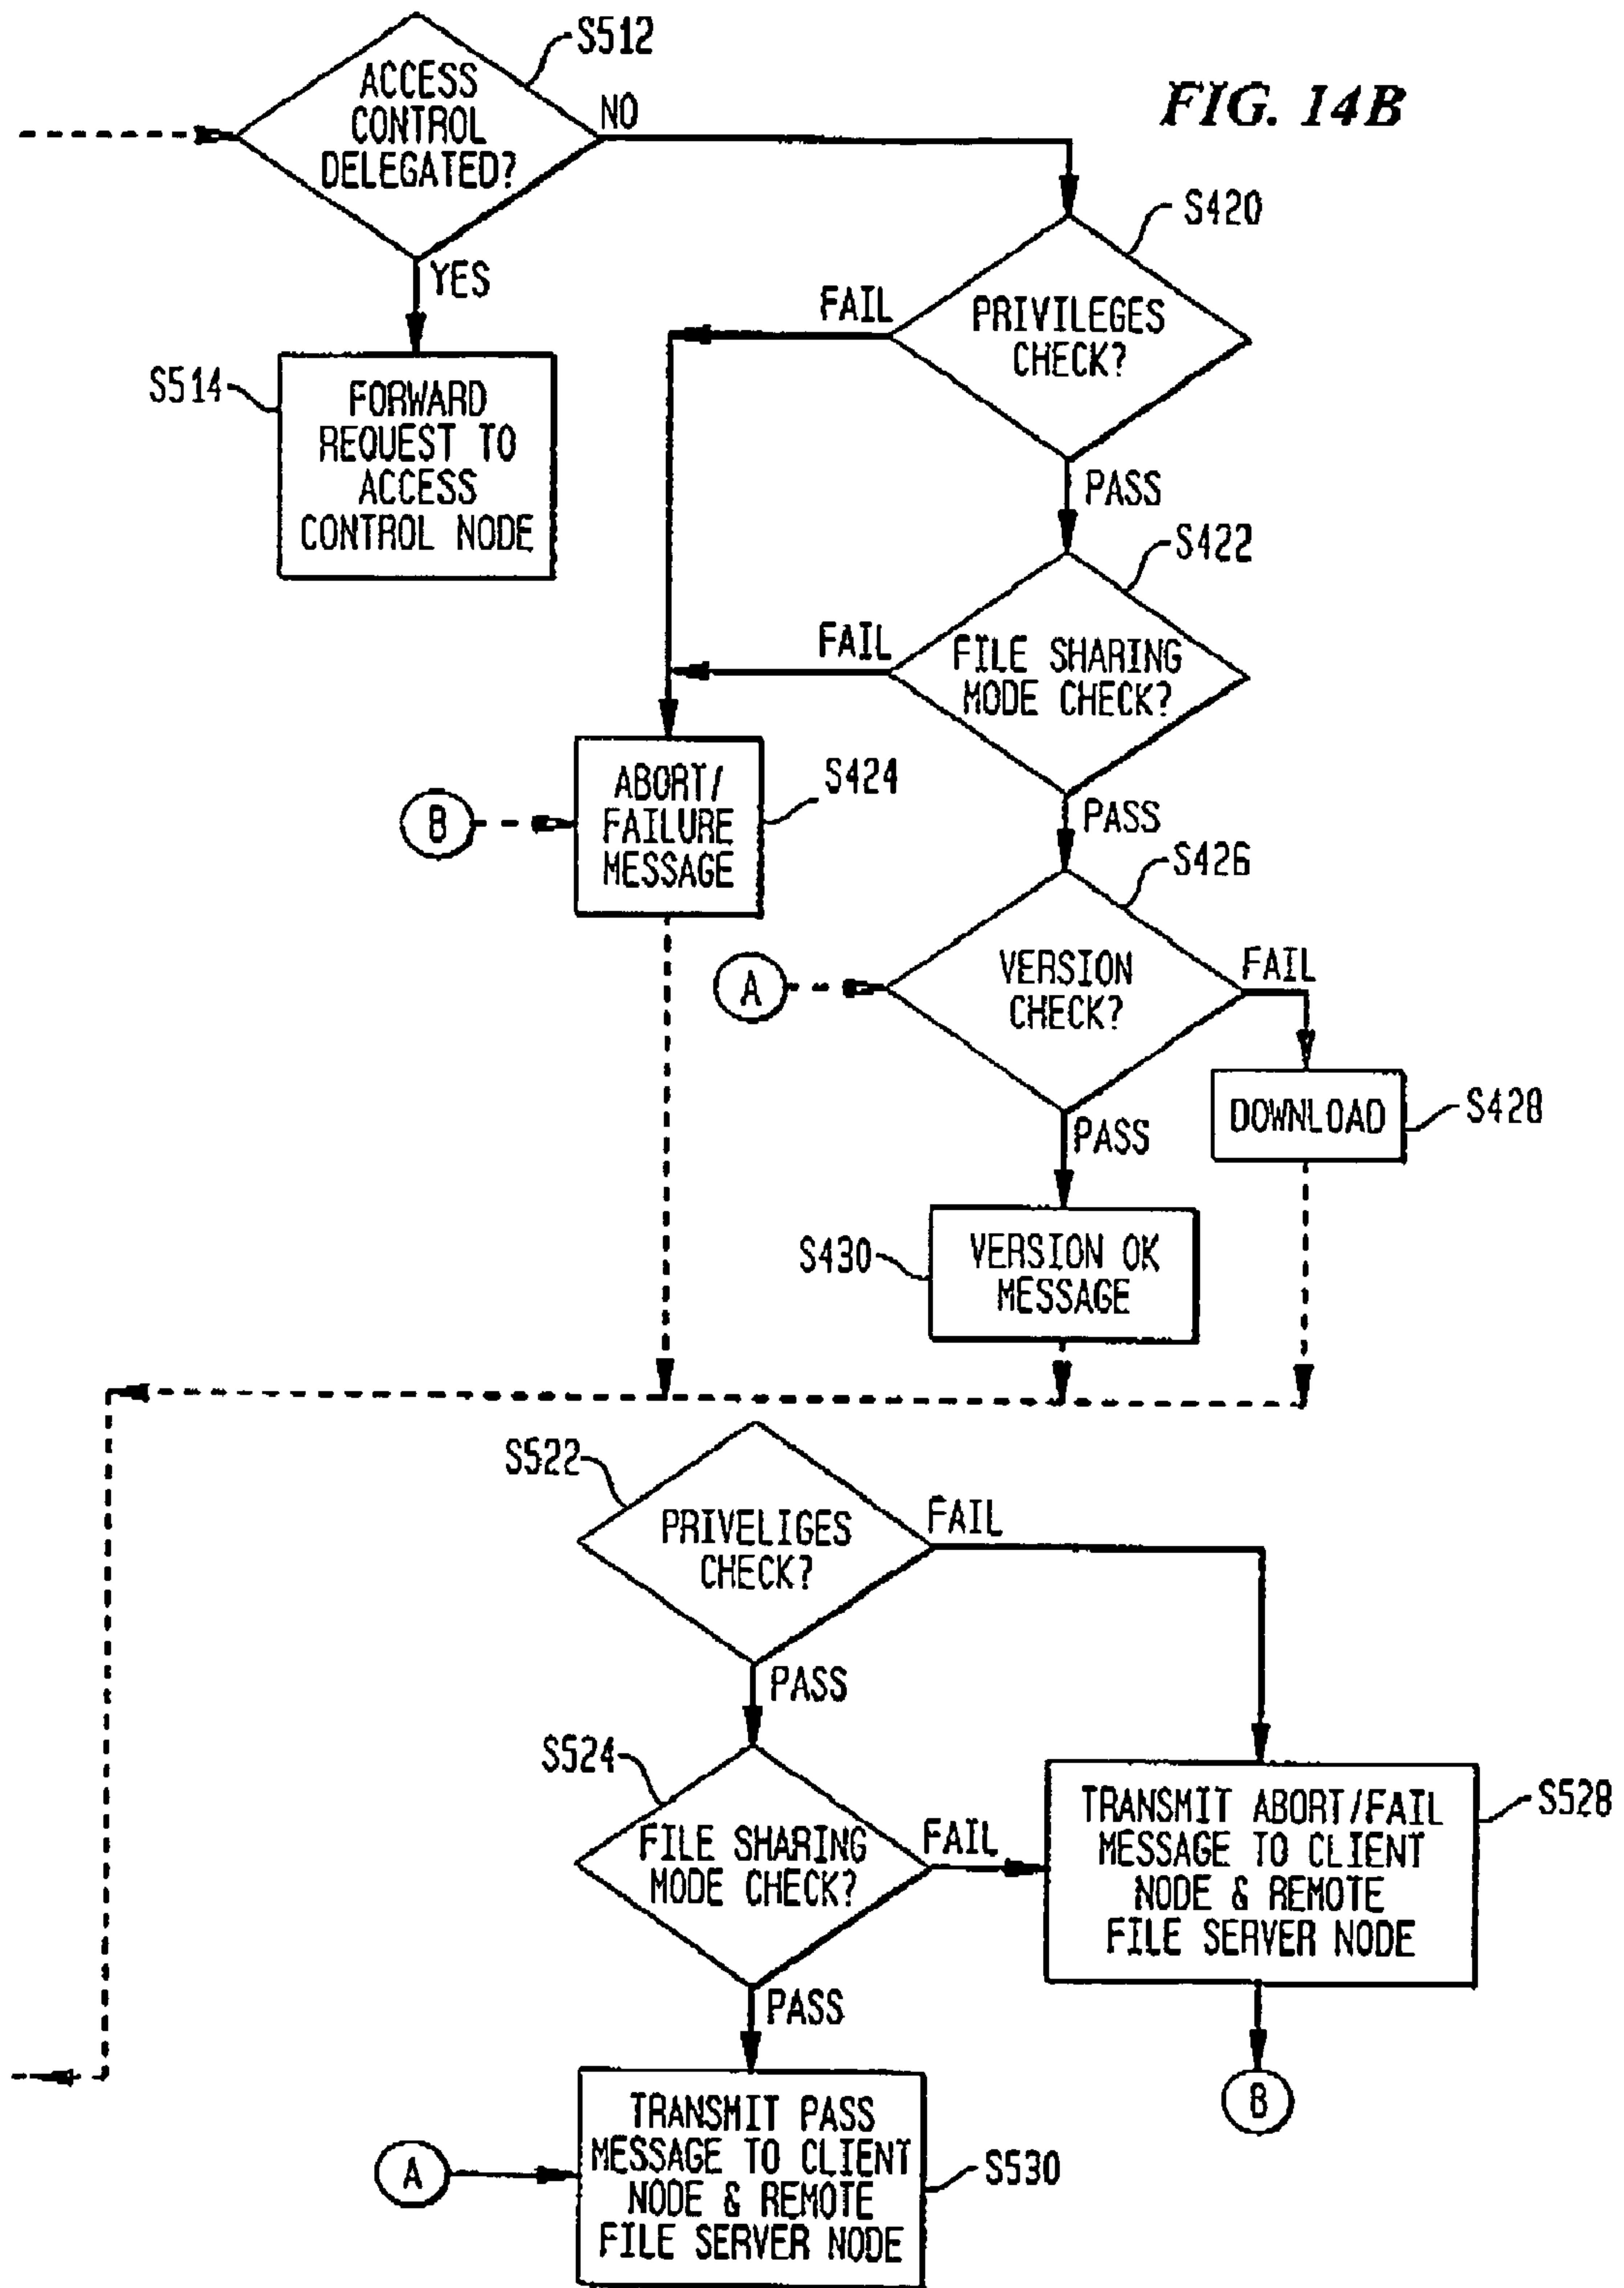 S512
ACCESS
CONTROL
DELEGATED?
NO
FIG. 14B
YES
S420
PRIVILEGES
CHECK?
FAIL
PASS
S514
FORWARD
REQUEST TO
ACCESS
CONTROL NODE
S422
FAIL
FILE SHARING
MODE CHECK?
PASS
S424
ABORT/
FAILURE
MESSAGE
B
S426
A
VERSION
CHECK?
FAIL
PASS
DOWNLOAD
S428
S430
VERSION OK
MESSAGE
S522
PRIVELIGES
CHECK?
FAIL
PASS
S524
FILE SHARING
MODE CHECK?
FAIL
TRANSMIT ABORT/FAIL
MESSAGE TO CLIENT
NODE & REMOTE
FILE SERVER NODE
S528
PASS
B
A
TRANSMIT PASS
MESSAGE TO CLIENT
NODE & REMOTE
FILE SERVER NODE
S530